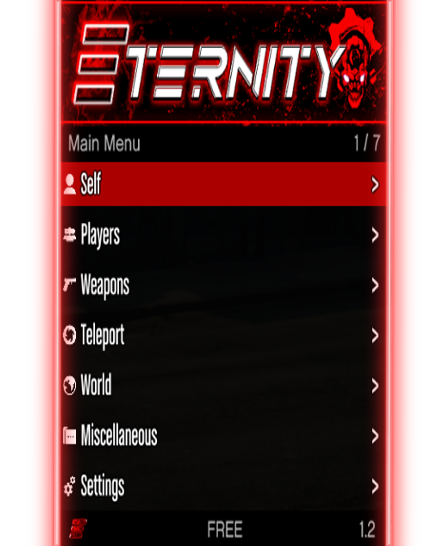 ETERNITY
Main Menu 1 / 7
Self >
Players >
Weapons >
Teleport >
World >
Miscellaneous >
Settings >
FREE 1.2